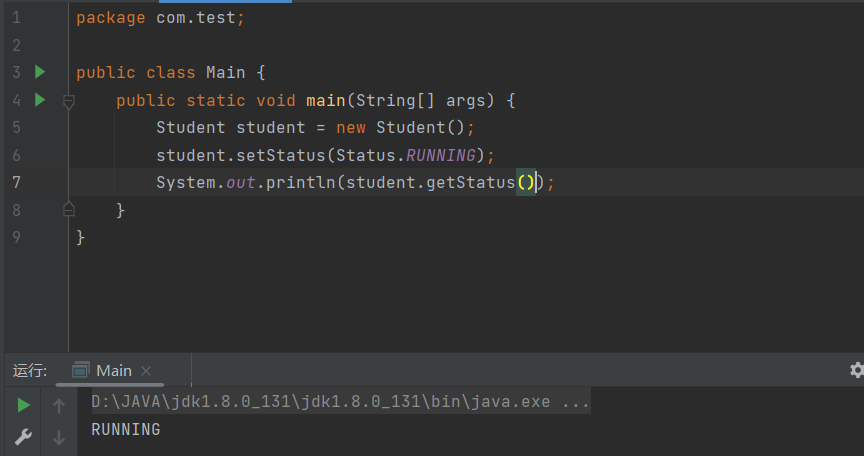 1 package com.test;
2
3 public class Main {
4 public static void main(String[] args) {
5 Student student = new Student();
6 student.setStatus(Status.RUNNING);
7 System.out.println(student.getStatus());
8 }
9 }
运行: Main ×
D:\JAVA\jdk1.8.0_131\jdk1.8.0_131\bin\java.exe ...
RUNNING